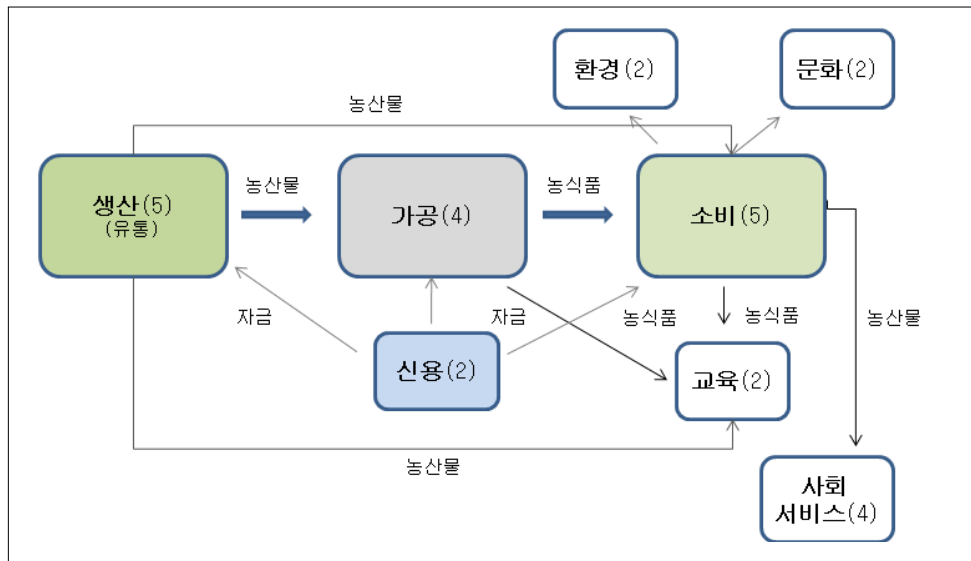 환경(2)
문화(2)
농산물
생산(5)
(유통)
농산물
가공(4)
농식품
소비(5)
자금
자금
농식품
농식품
농산물
신용(2)
교육(2)
농산물
사회
서비스(4)